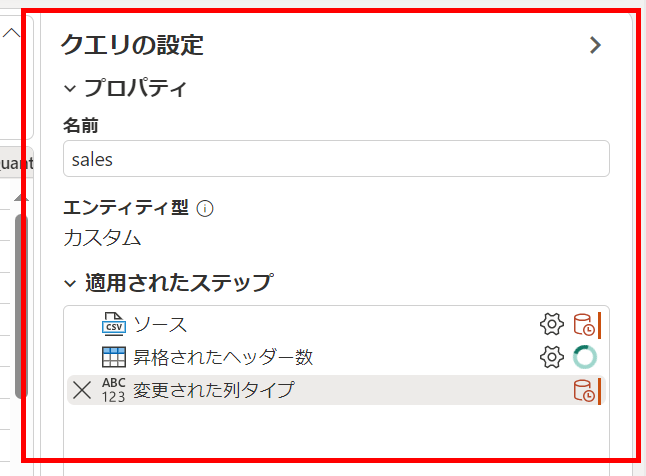 クエリの設定
プロパティ
名前
sales
エンティティ型
カスタム
適用されたステップ
CSV ソース
昇格されたヘッダー数
ABC
123 変更された列タイプ
uant